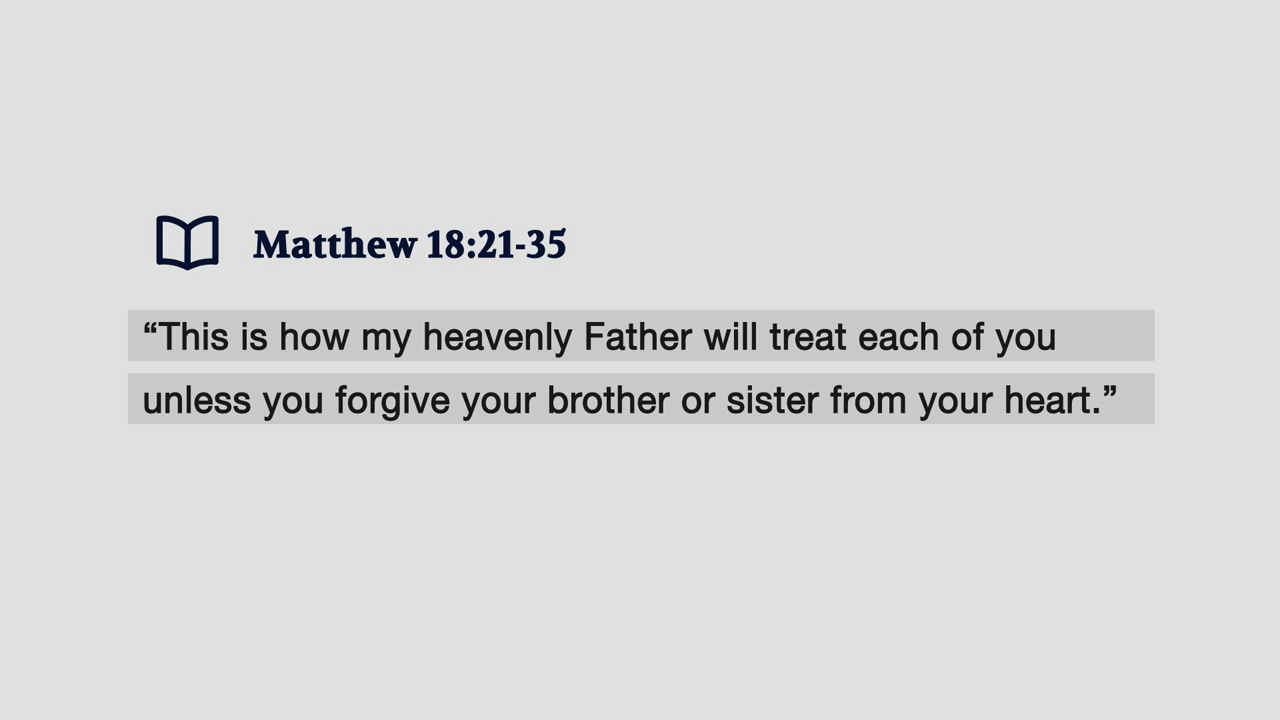 Matthew 18:21-35
“This is how my heavenly Father will treat each of you
unless you forgive your brother or sister from your heart.”